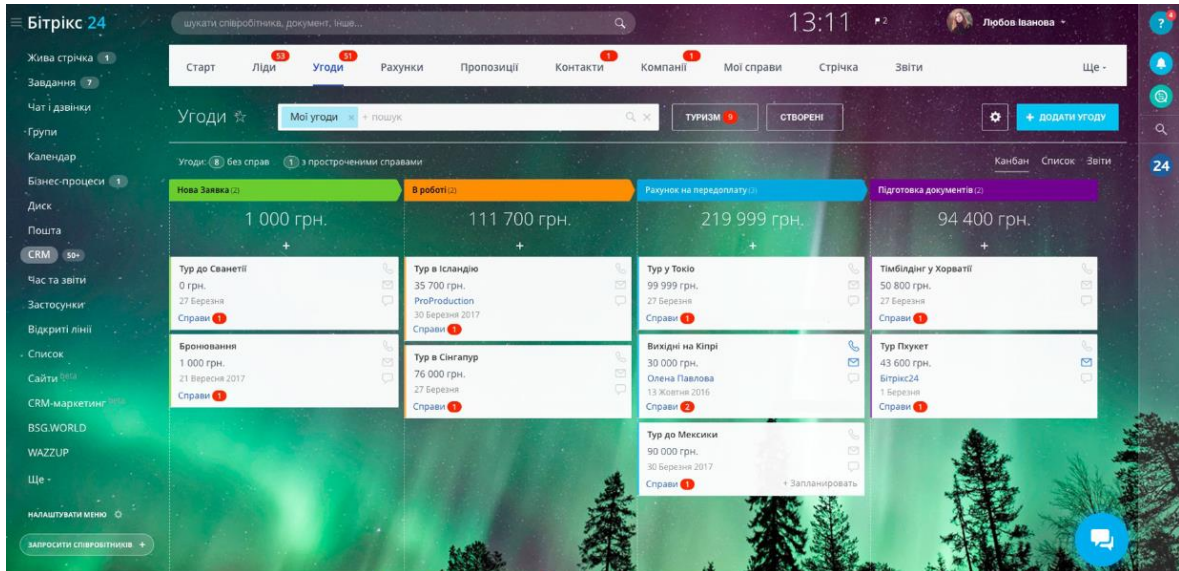 Бітрікс 24
шукати співробітника, документ, інше...
13:11
2
Любов Іванова
?
4
Жива стрічка 1
Завдання 7
Чат і дзвінки
Групи
Календар
Бізнес-процеси 1
Диск
Пошта
CRM 50+
Час та звіти
Застосунки
Відкриті лінії
Список
Сайти beta
CRM-маркетинг beta
BSG.WORLD
WAZZUP
Ще
НАЛАШТУВАТИ МЕНЮ
ЗАПРОСИТИ СПІВРОБІТНИКІВ +
Старт
Ліди 53
Угоди 51
Рахунки
Пропозиції
Контакти 1
Компанії 1
Мої справи
Стрічка
Звіти
Ще
Угоди
Мої угоди × + пошук
ТУРИЗМ 9
СТВОРЕНІ
+ ДОДАТИ УГОДУ
Угоди: 8 без справ 1 з простроченими справами
Канбан Список Звіти
24
Нова Заявка (2)
1 000 грн.
+
Тур до Сванетії
0 грн.
27 Березня
Справи 1
Бронювання
1 000 грн.
21 Вересня 2017
Справи 1
В роботі (2)
111 700 грн.
+
Тур в Ісландію
35 700 грн.
ProProduction
30 Березня 2017
Справи 1
Тур в Сінгапур
76 000 грн.
27 Березня
Справи 1
Рахунок на передоплату (3)
219 999 грн.
+
Тур у Токіо
99 999 грн.
27 Березня
Справи 1
Вихідні на Кіпрі
30 000 грн.
Олена Павлова
13 Жовтня 2016
Справи 2
Тур до Мексики
90 000 грн.
30 Березня 2017
Справи 1 + Запланировать
Підготовка документів (2)
94 400 грн.
+
Тімбілдінг у Хорватії
50 800 грн.
27 Березня
Справи 1
Тур Пхукет
43 600 грн.
Бітрікс24
1 Березня
Справи 1